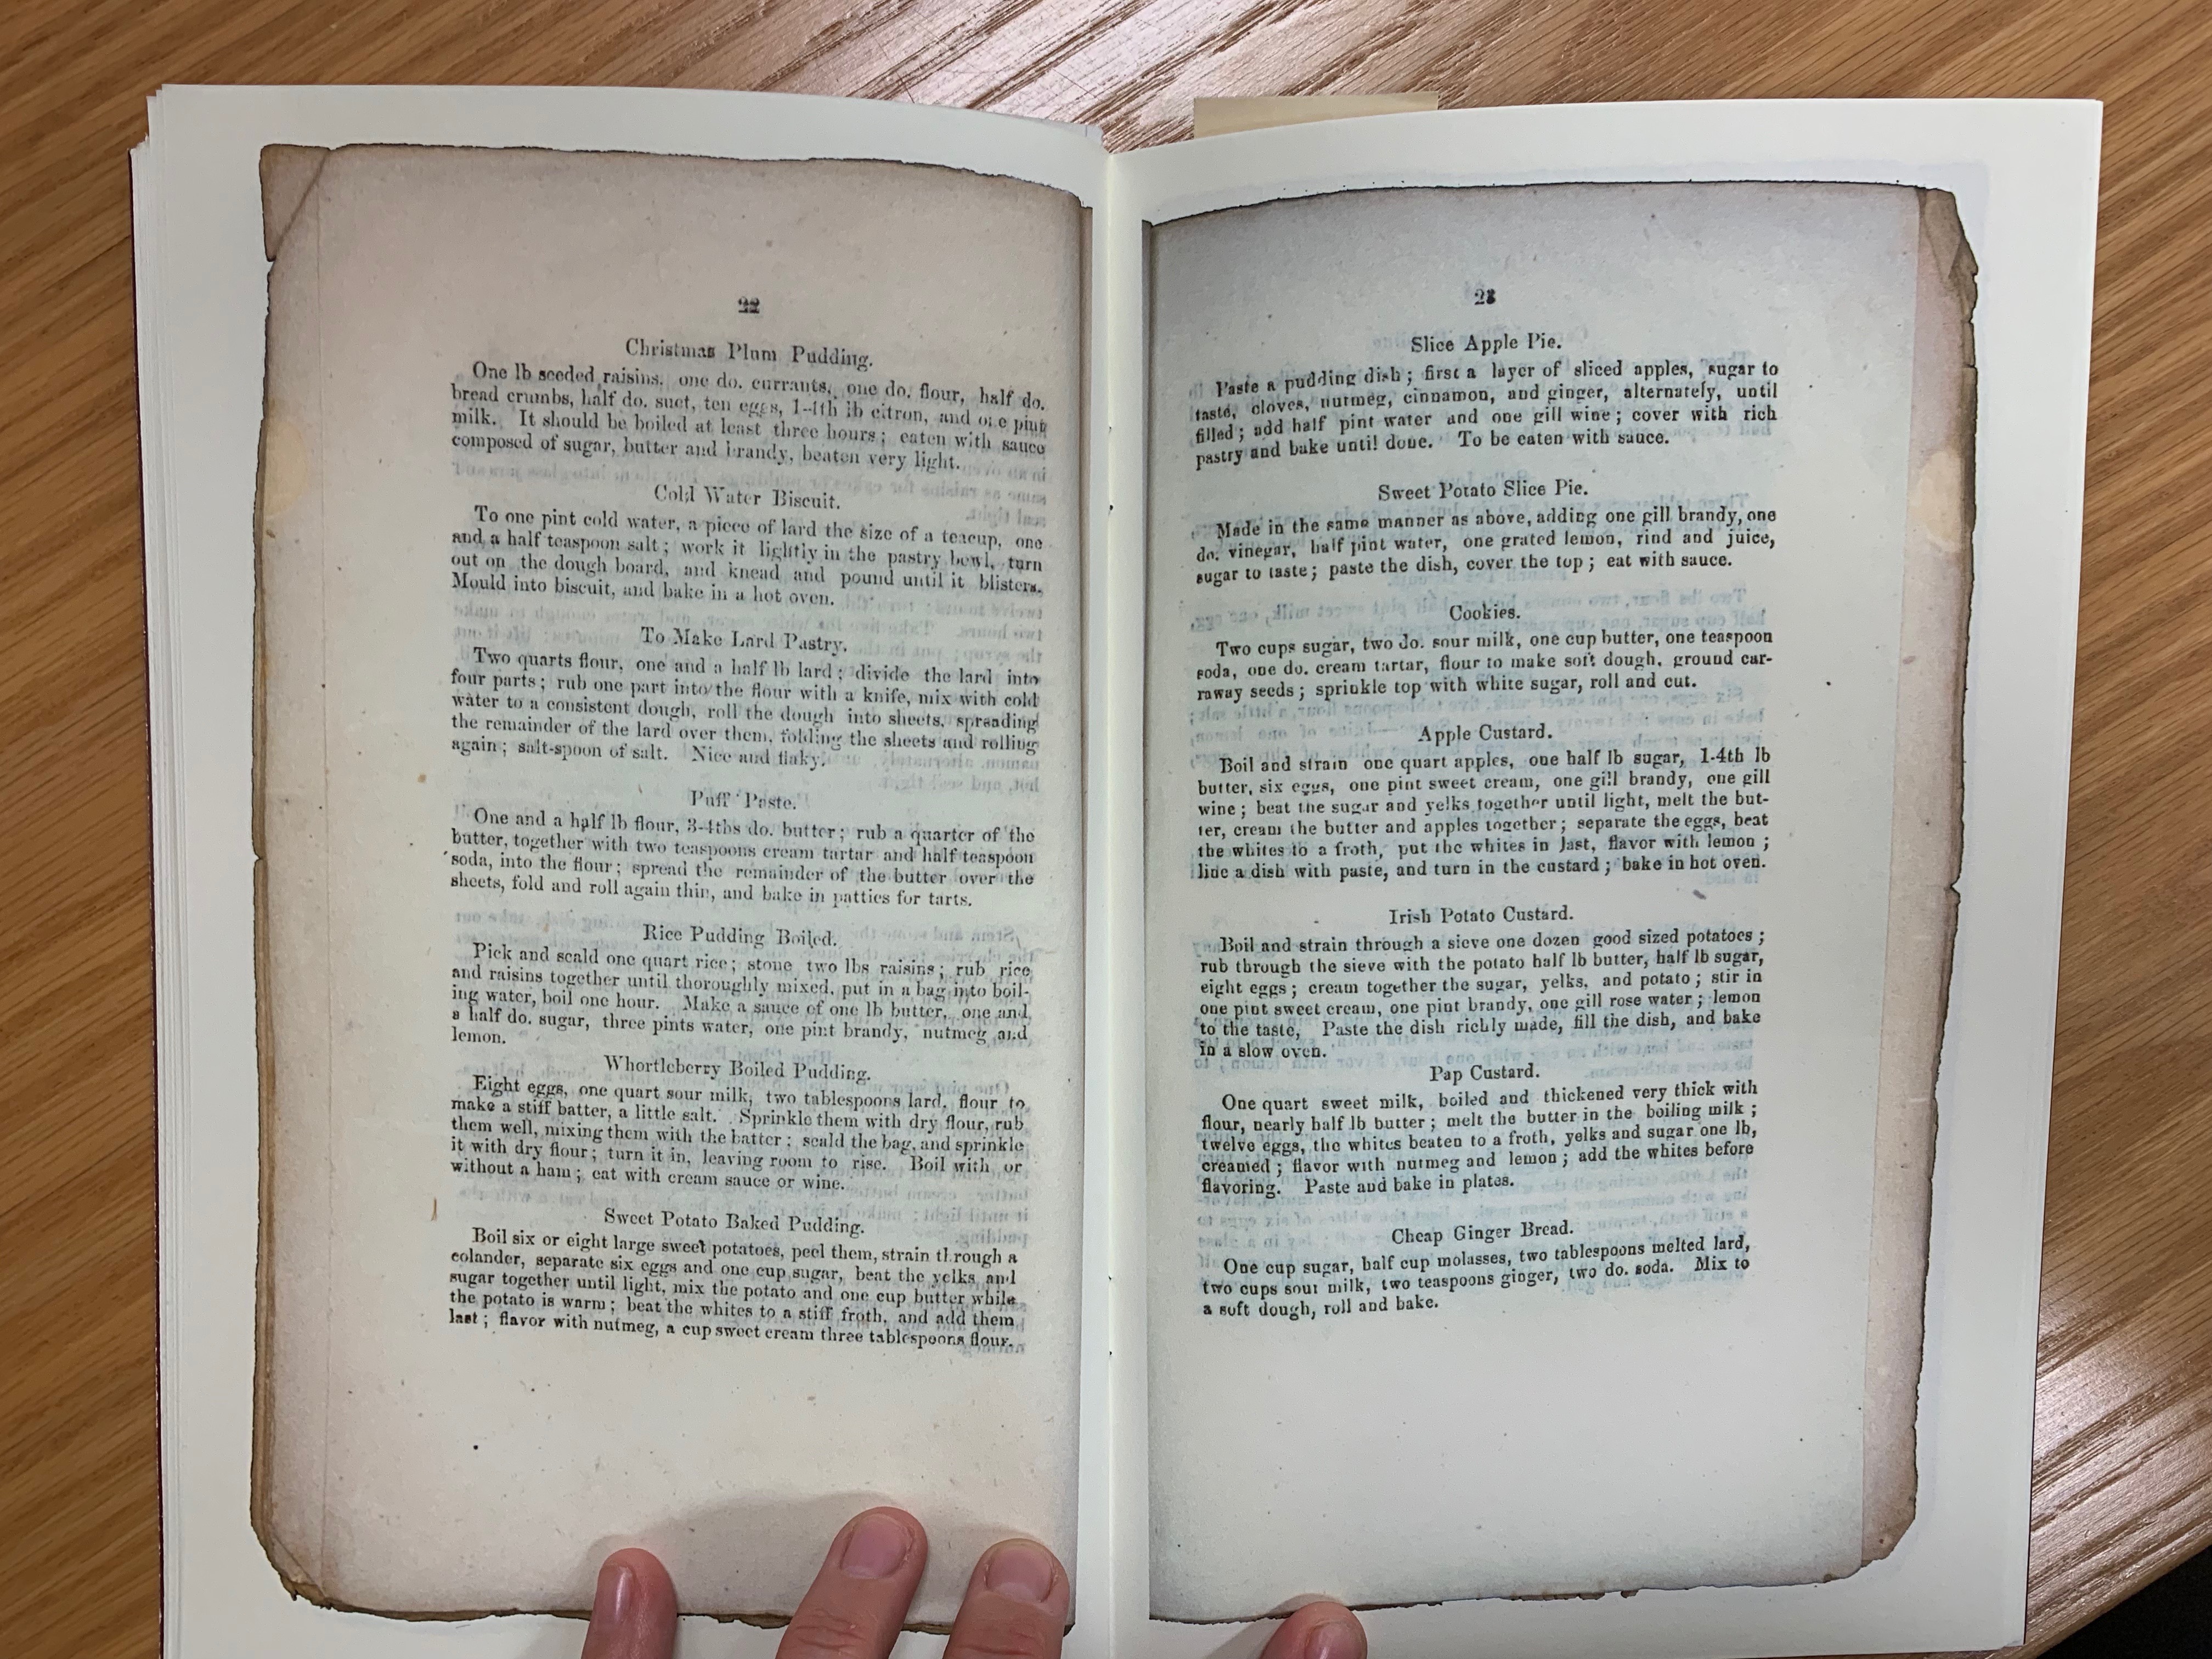 22
Christmas Plum Pudding.
One lb seeded raisins, one do. currants, one do. flour, half do.
bread crumbs, half do. suet, ten eggs, 1-4th lb citron, and one pint
milk. It should be boiled at least three hours; eaten with sauce
composed of sugar, butter and brandy, beaten very light.
Cold Water Biscuit.
To one pint cold water, a piece of lard the size of a teacup, one
and a half teaspoon salt; work it lightly in the pastry bowl, turn
out on the dough board, and knead and pound until it blisters.
Mould into biscuit, and bake in a hot oven.
To Make Lard Pastry.
Two quarts flour, one and a half lb lard; divide the lard into
four parts; rub one part into the flour with a knife, mix with cold
water to a consistent dough, roll the dough into sheets, spreading
the remainder of the lard over them, folding the sheets and rolling
again; salt-spoon of salt. Nice and flaky.
Puff Paste.
One and a half lb flour, 3-4ths do. butter; rub a quarter of the
butter, together with two teaspoons cream tartar and half teaspoon
soda, into the flour; spread the remainder of the butter over the
sheets, fold and roll again thin, and bake in patties for tarts.
Rice Pudding Boiled.
Pick and scald one quart rice; stone two lbs raisins; rub rice
and raisins together until thoroughly mixed, put in a bag into boil-
ing water, boil one hour. Make a sauce of one lb butter, one and
a half do. sugar, three pints water, one pint brandy, nutmeg and
lemon.
Whortleberry Boiled Pudding.
Eight eggs, one quart sour milk, two tablespoons lard, flour to
make a stiff batter, a little salt. Sprinkle them with dry flour, rub
them well, mixing them with the batter; scald the bag, and sprinkle
it with dry flour; turn it in, leaving room to rise. Boil with or
without a ham; eat with cream sauce or wine.
Sweet Potato Baked Pudding.
Boil six or eight large sweet potatoes, peel them, strain through a
colander, separate six eggs and one cup sugar, beat the yelks and
sugar together until light, mix the potato and one cup butter while
the potato is warm; beat the whites to a stiff froth, and add them
last; flavor with nutmeg, a cup sweet cream three tablespoons flour.
23
Slice Apple Pie.
Paste a pudding dish; first a layer of sliced apples, sugar to
taste, cloves, nutmeg, cinnamon, and ginger, alternately, until
filled; add half pint water and one gill wine; cover with rich
pastry and bake until done. To be eaten with sauce.
Sweet Potato Slice Pie.
Made in the same manner as above, adding one gill brandy, one
do. vinegar, half pint water, one grated lemon, rind and juice,
sugar to taste; paste the dish, cover the top; eat with sauce.
Cookies.
Two cups sugar, two do. sour milk, one cup butter, one teaspoon
soda, one do. cream tartar, flour to make soft dough, ground car-
raway seeds; sprinkle top with white sugar, roll and cut.
Apple Custard.
Boil and strain one quart apples, one half lb sugar, 1-4th lb
butter, six eggs, one pint sweet cream, one gill brandy, one gill
wine; beat the sugar and yelks together until light, melt the but-
ter, cream the butter and apples together; separate the eggs, beat
the whites to a froth, put the whites in last, flavor with lemon;
line a dish with paste, and turn in the custard; bake in hot oven.
Irish Potato Custard.
Boil and strain through a sieve one dozen good sized potatoes;
rub through the sieve with the potato half lb butter, half lb sugar,
eight eggs; cream together the sugar, yelks, and potato; stir in
one pint sweet cream, one pint brandy, one gill rose water; lemon
to the taste, Paste the dish richly made, fill the dish, and bake
in a slow oven.
Pap Custard.
One quart sweet milk, boiled and thickened very thick with
flour, nearly half lb butter; melt the butter in the boiling milk;
twelve eggs, the whites beaten to a froth, yelks and sugar one lb,
creamed; flavor with nutmeg and lemon; add the whites before
flavoring. Paste and bake in plates.
Cheap Ginger Bread.
One cup sugar, half cup molasses, two tablespoons melted lard,
two cups sour milk, two teaspoons ginger, two do. soda. Mix to
a soft dough, roll and bake.